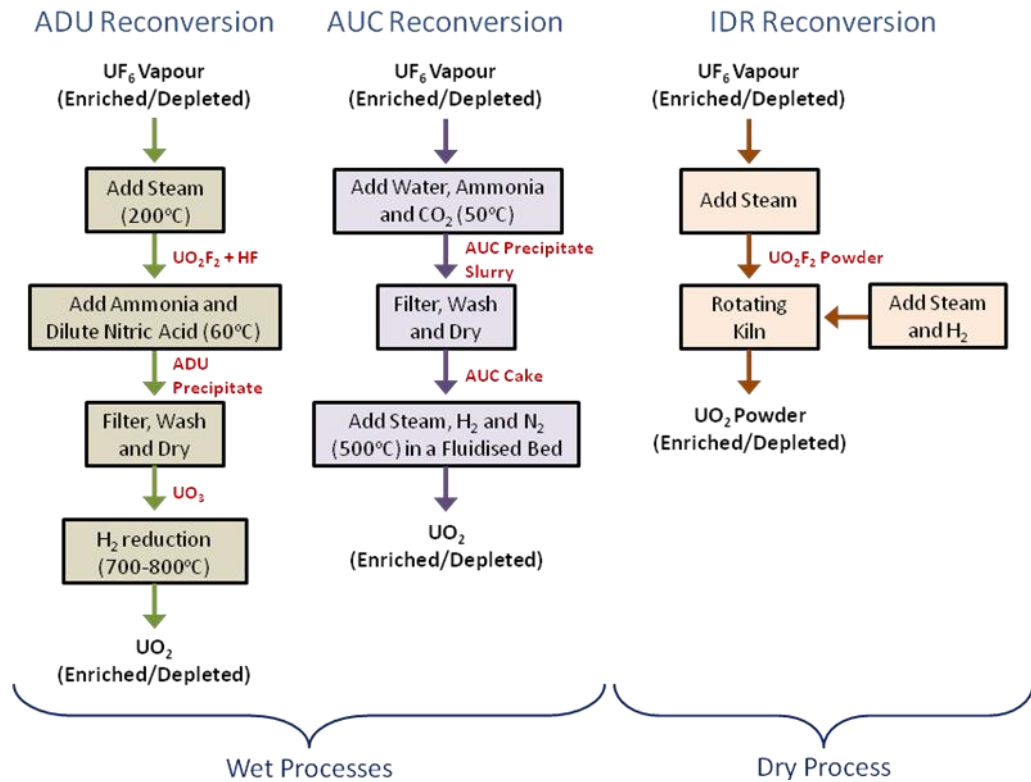 ADU Reconversion
UF₆ Vapour
(Enriched/Depleted)
Add Steam
(200°C)
UO₂F₂ + HF
Add Ammonia and
Dilute Nitric Acid (60°C)
ADU
Precipitate
Filter, Wash
and Dry
UO₃
H₂ reduction
(700-800°C)
UO₂
(Enriched/Depleted)
AUC Reconversion
UF₆ Vapour
(Enriched/Depleted)
Add Water, Ammonia
and CO₂ (50°C)
AUC Precipitate
Slurry
Filter, Wash
and Dry
AUC Cake
Add Steam, H₂ and N₂
(500°C) in a Fluidised Bed
UO₂
(Enriched/Depleted)
IDR Reconversion
UF₆ Vapour
(Enriched/Depleted)
Add Steam
UO₂F₂ Powder
Rotating
Kiln
Add Steam
and H₂
UO₂ Powder
(Enriched/Depleted)
Wet Processes
Dry Process